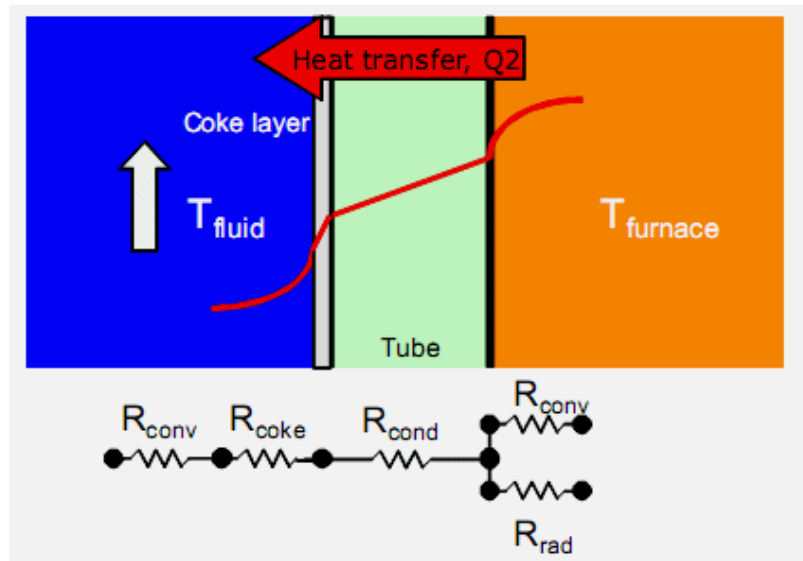 Heat transfer, Q2
Coke layer
T fluid
T furnace
Tube
R conv
R coke
R cond
R conv
R rad